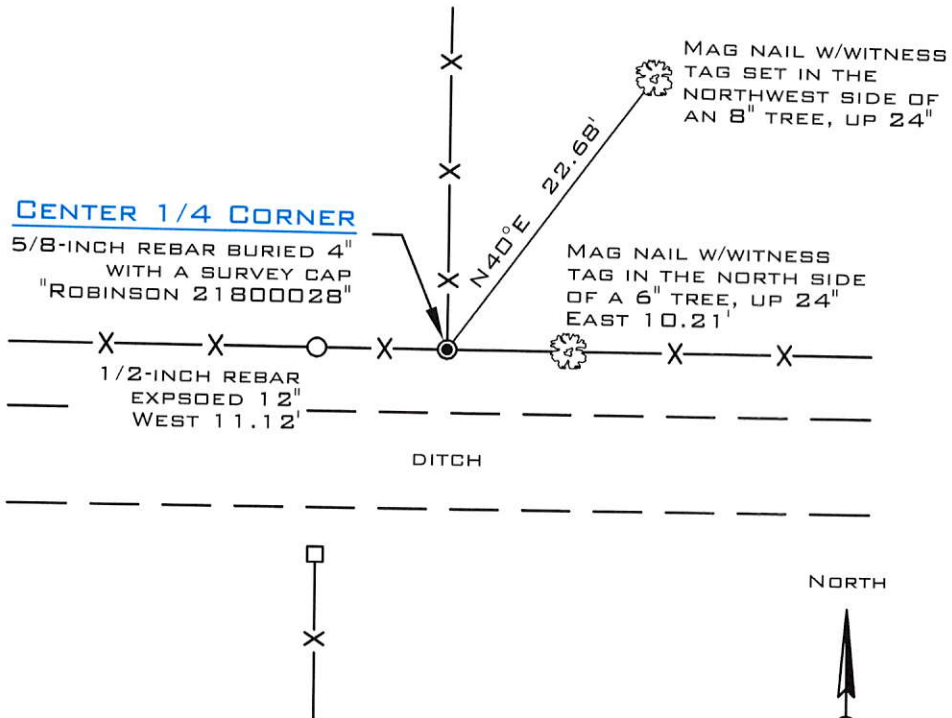 MAG NAIL W/WITNESS
TAG SET IN THE
NORTHWEST SIDE OF
AN 8" TREE, UP 24"
N40°E 22.68'
CENTER 1/4 CORNER
5/8-INCH REBAR BURIED 4"
WITH A SURVEY CAP
"ROBINSON 21800028"
MAG NAIL W/WITNESS
TAG IN THE NORTH SIDE
OF A 6" TREE, UP 24"
EAST 10.21'
1/2-INCH REBAR
EXPSOED 12"
WEST 11.12'
DITCH
NORTH